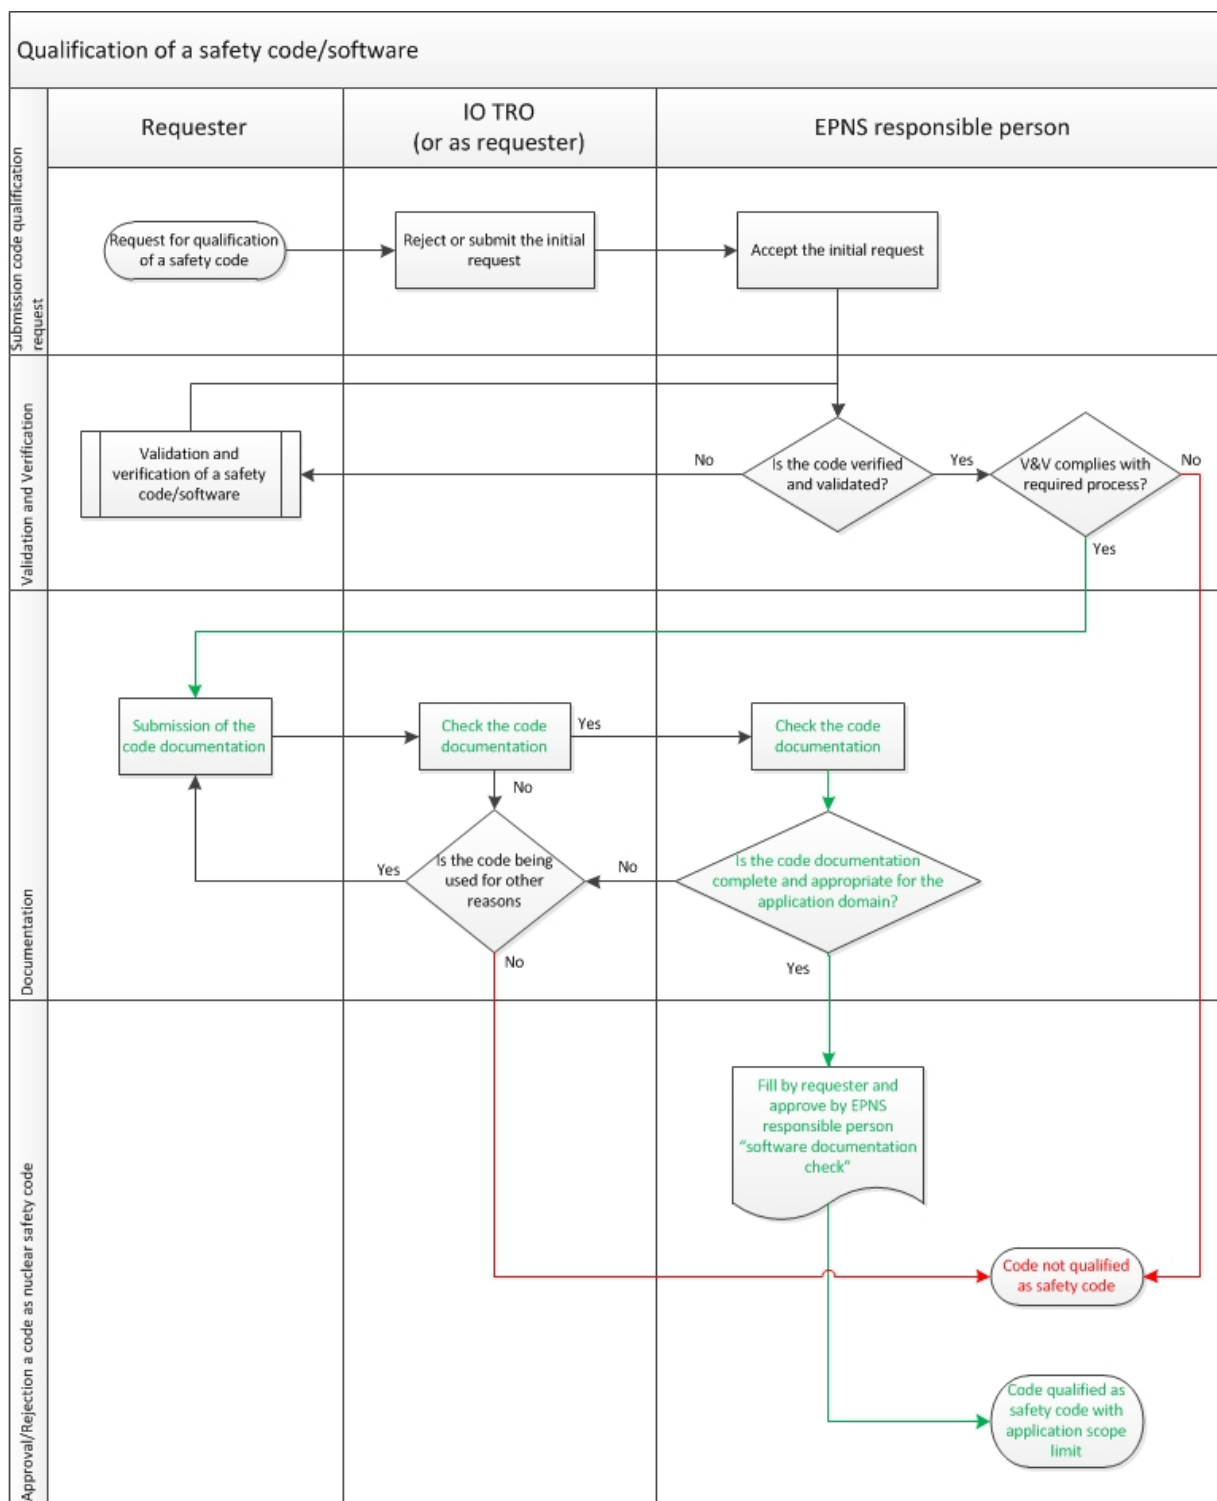 Qualification of a safety code/software
Requester
IO TRO
(or as requester)
EPNS responsible person
Submission code qualification
request
Request for qualification
of a safety code
Reject or submit the initial
request
Accept the initial request
Validation and Verification
Validation and
verification of a safety
code/software
No
Is the code verified
and validated?
Yes
V&V complies with
required process?
No
Yes
Documentation
Submission of the
code documentation
Check the code
documentation
Yes
Check the code
documentation
No
Yes
Is the code being
used for other
reasons
No
Is the code documentation
complete and appropriate for the
application domain?
No
Yes
Approval/Rejection a code as nuclear safety code
Fill by requester and
approve by EPNS
responsible person
“software documentation
check”
Code not qualified
as safety code
Code qualified as
safety code with
application scope
limit